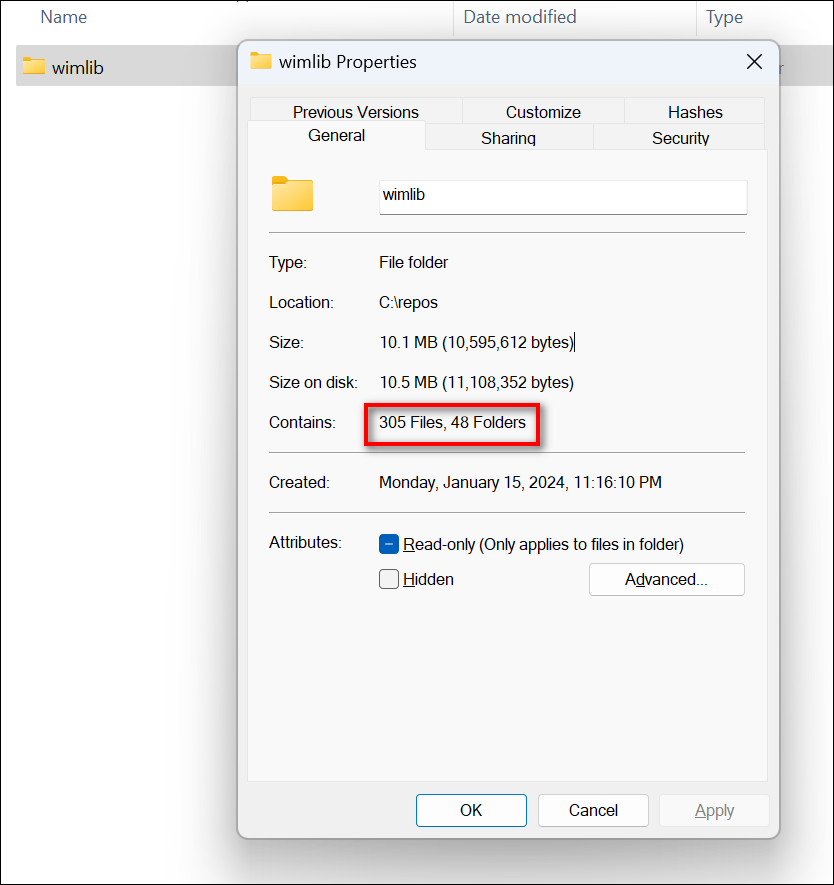 Name Date modified Type
wimlib
wimlib Properties
Previous Versions Customize Hashes
General Sharing Security
wimlib
Type: File folder
Location: C:\repos
Size: 10.1 MB (10,595,612 bytes)
Size on disk: 10.5 MB (11,108,352 bytes)
Contains: 305 Files, 48 Folders
Created: Monday, January 15, 2024, 11:16:10 PM
Attributes: Read-only (Only applies to files in folder)
Hidden Advanced...
OK Cancel Apply